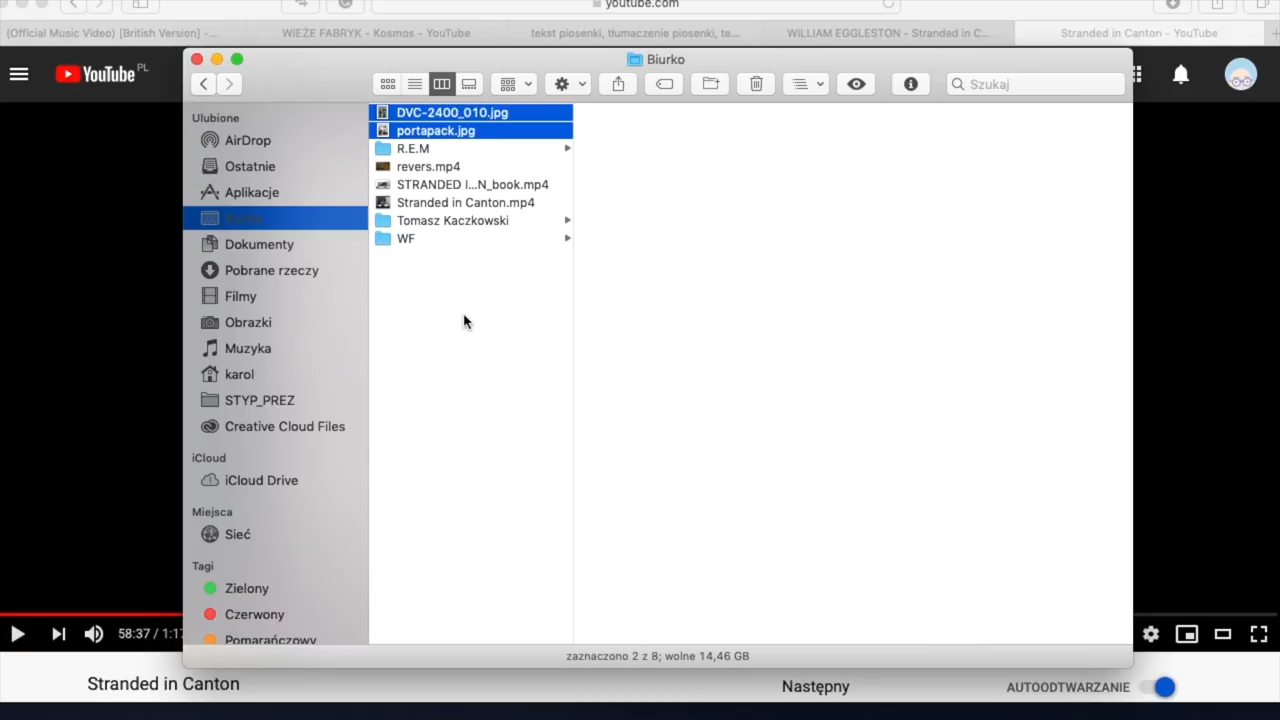 youtube.com
(Official Music Video) [British Version] -...
WIEŻE FABRYK - Kosmos - YouTube
tekst piosenki, tłumaczenie piosenki, te...
WILLIAM EGGLESTON - Stranded in C...
Stranded in Canton - YouTube
YouTube PL
Biurko
Szukaj
Ulubione
AirDrop
Ostatnie
Aplikacje
Biurko
Dokumenty
Pobrane rzeczy
Filmy
Obrazki
Muzyka
karol
STYP_PREZ
Creative Cloud Files
iCloud
iCloud Drive
Miejsca
Sieć
Tagi
Zielony
Czerwony
Pomarańczowy
DVC-2400_010.jpg
portapack.jpg
R.E.M
revers.mp4
STRANDED I...N_book.mp4
Stranded in Canton.mp4
Tomasz Kaczkowski
WF
zaznaczono 2 z 8; wolne 14,46 GB
58:37 / 1:17
Stranded in Canton
Następny
AUTOODTWARZANIE